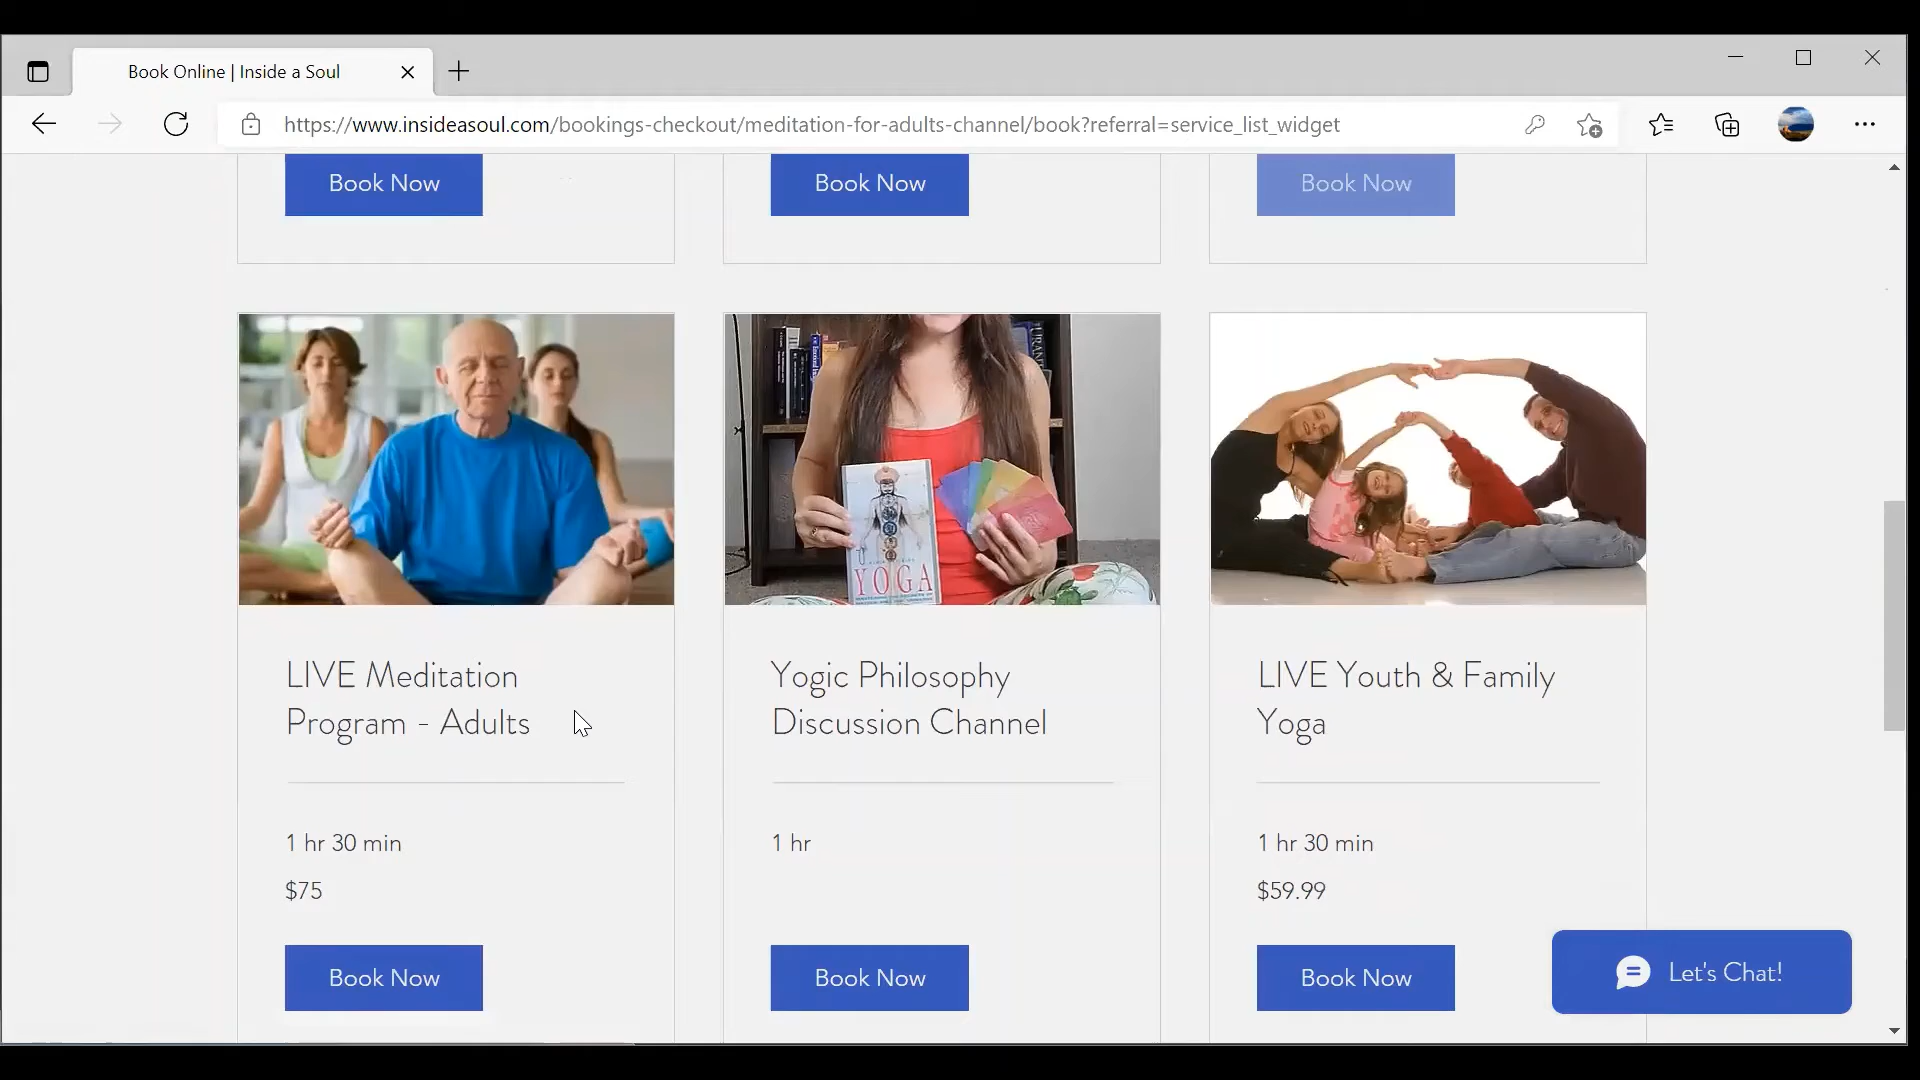 Book Online | Inside a Soul
https://www.insideasoul.com/bookings-checkout/meditation-for-adults-channel/book?referral=service_list_widget
Book Now
Book Now
Book Now
YOGA
LIVE Meditation
Program - Adults
Yogic Philosophy
Discussion Channel
LIVE Youth & Family
Yoga
1 hr 30 min
1 hr
1 hr 30 min
$75
$59.99
Book Now
Book Now
Book Now
Let's Chat!